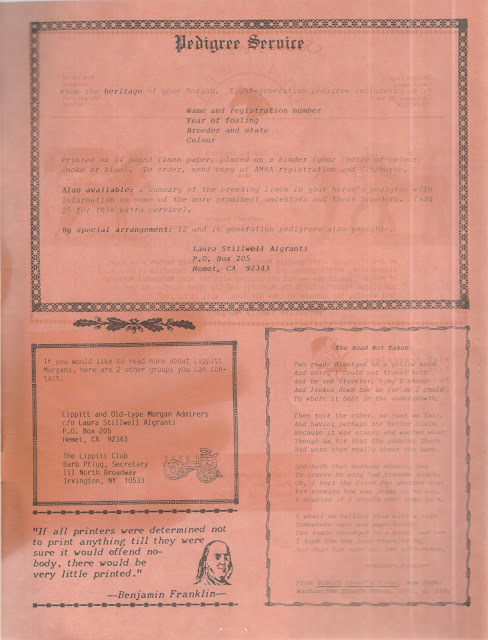 Pedigree Service
Know the heritage of your Morgan. Eight-generation pedigree includes:
Name and registration number
Year of foaling
Breeder and state
Colour
Printed on 24 pound linen paper, placed on a binder (your choice of colour:
smoke or blue). To order, send copy of AMHA registration and
Also available: a summary of the breeding lines in your horse's pedigree with
information on some of the more prominent ancestors and their breeders. (Add
$5 for this extra service).
By special arrangement: 12 and 16 generation pedigrees also possible.
Laura Stillwell Algranti
P.O. Box 205
Hemet, CA 92343
If you would like to read more about Lippitt
Morgans, here are 2 other groups you can con-
tact:
Lippitt and Old-type Morgan Admirers
c/o Laura Stillwell Algranti
P.O. Box 205
Hemet, CA 92343
The Lippitt Club
Barb Pflug, Secretary
111 North Broadway
Irvington, NY 10533
"If all printers were determined not
to print anything till they were
sure it would offend no-
body, there would be
very little printed."
—Benjamin Franklin—
The Road Not Taken
Two roads diverged in a yellow wood,
And sorry I could not travel both
And be one traveler, long I stood
And looked down one as far as I could
To where it bent in the undergrowth;
Then took the other, as just as fair,
And having perhaps the better claim,
Because it was grassy and wanted wear;
Though as for that the passing there
Had worn them really about the same.
And both that morning equally lay
In leaves no step had trodden black.
Oh, I kept the first for another day!
Yet knowing how way leads on to way,
I doubted if I should ever come back.
I shall be telling this with a sigh
Somewhere ages and ages hence:
Two roads diverged in a wood, and I--
I took the one less traveled by,
And that has made all the difference.